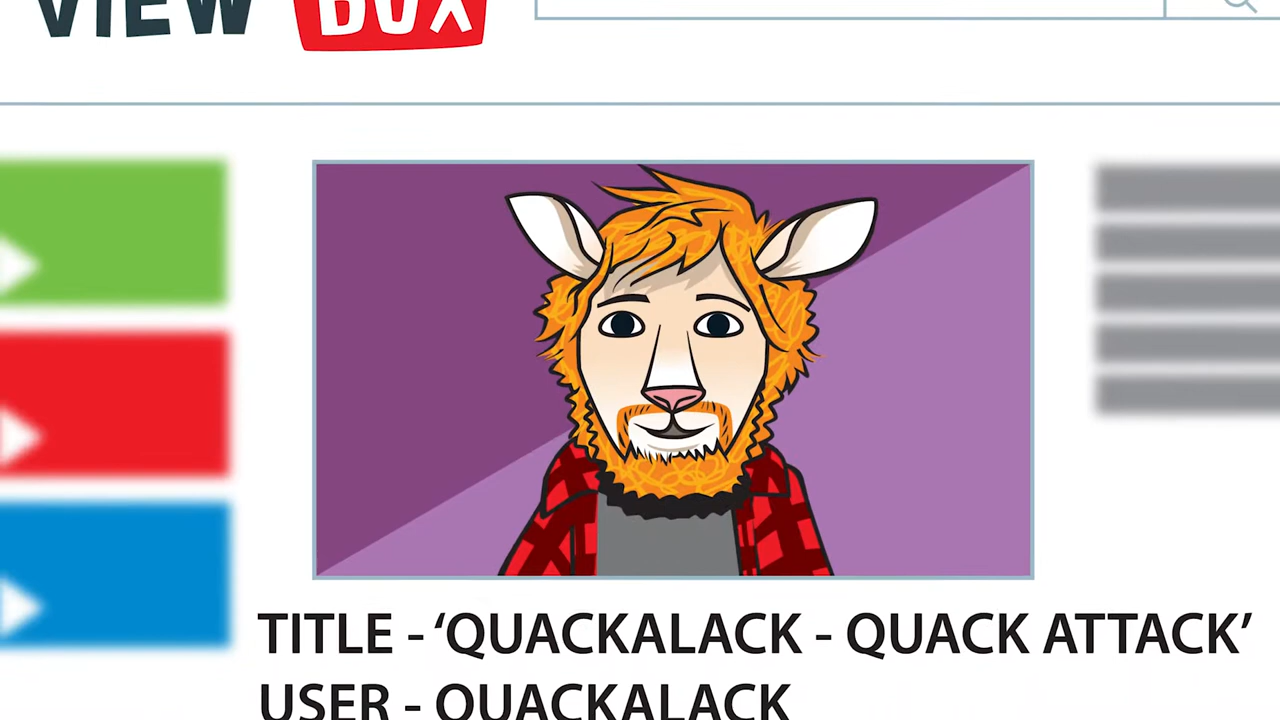 VIEW BOX
TITLE - ‘QUACKALACK - QUACK ATTACK’
USER - QUACKALACK